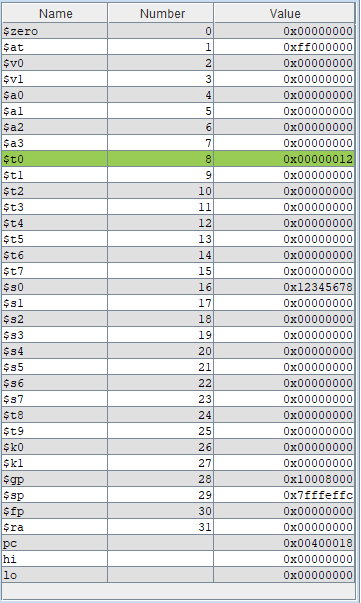 Name Number Value
$zero 0 0x00000000
$at 1 0xff000000
$v0 2 0x00000000
$v1 3 0x00000000
$a0 4 0x00000000
$a1 5 0x00000000
$a2 6 0x00000000
$a3 7 0x00000000
$t0 8 0x00000012
$t1 9 0x00000000
$t2 10 0x00000000
$t3 11 0x00000000
$t4 12 0x00000000
$t5 13 0x00000000
$t6 14 0x00000000
$t7 15 0x00000000
$s0 16 0x12345678
$s1 17 0x00000000
$s2 18 0x00000000
$s3 19 0x00000000
$s4 20 0x00000000
$s5 21 0x00000000
$s6 22 0x00000000
$s7 23 0x00000000
$t8 24 0x00000000
$t9 25 0x00000000
$k0 26 0x00000000
$k1 27 0x00000000
$gp 28 0x10008000
$sp 29 0x7fffeffc
$fp 30 0x00000000
$ra 31 0x00000000
pc 0x00400018
hi 0x00000000
lo 0x00000000